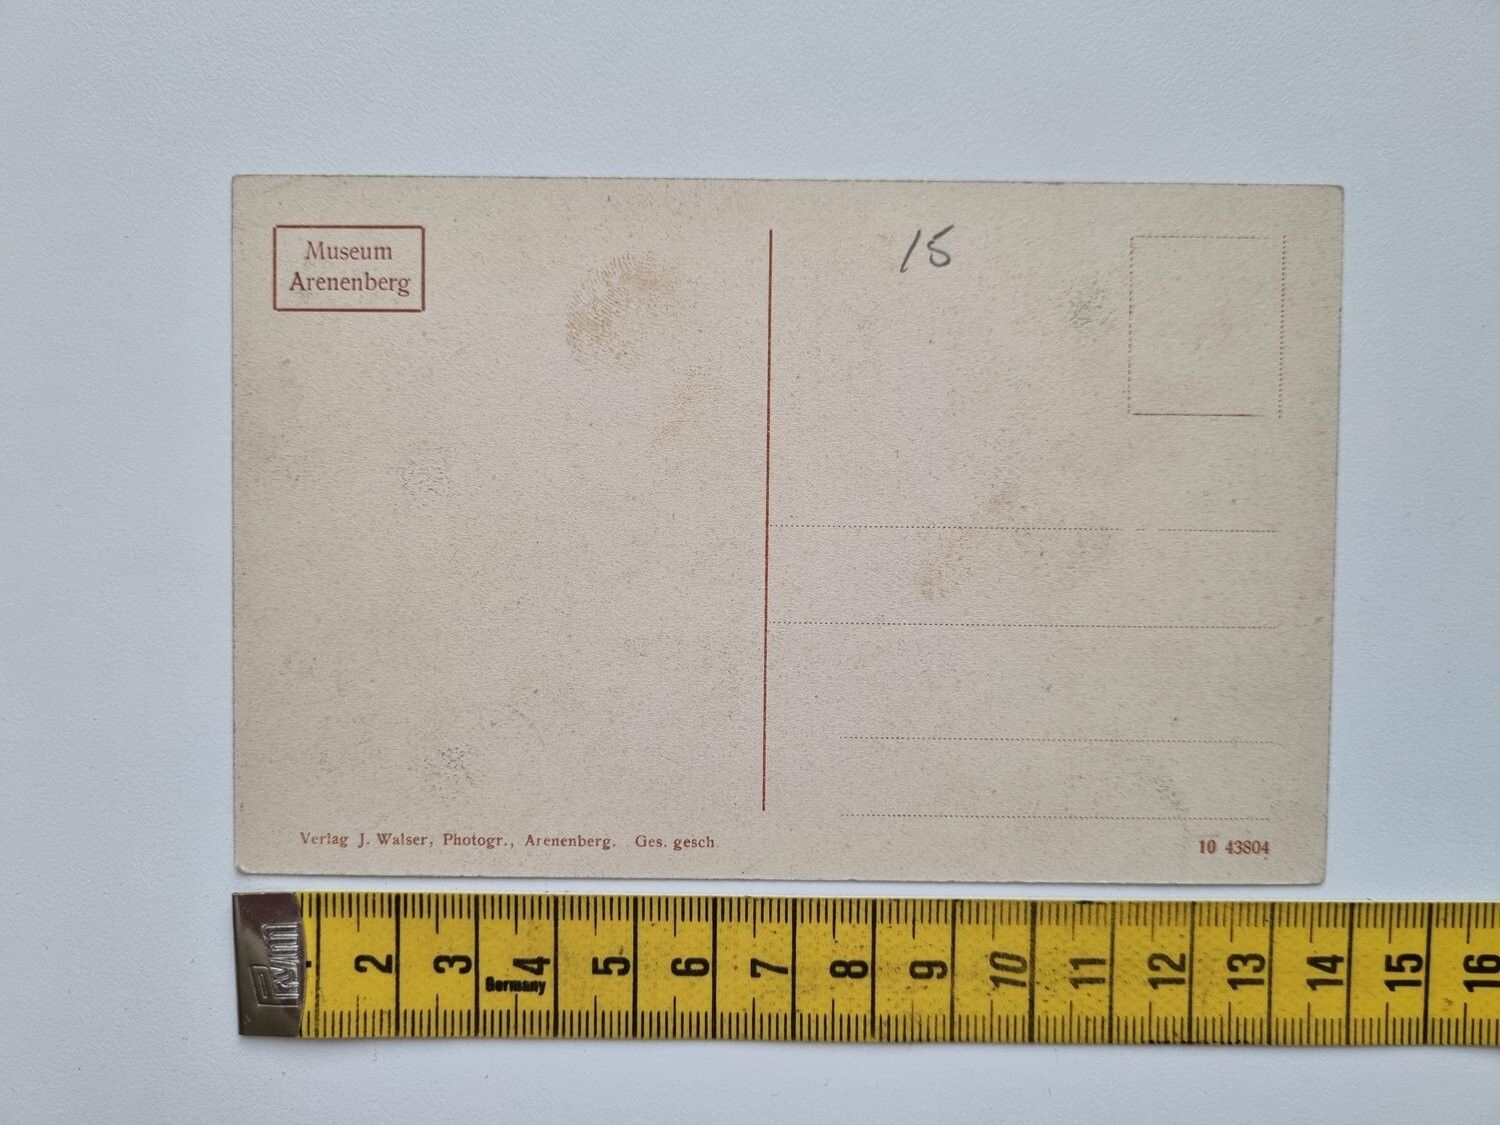 Museum
Arenenberg
15
Verlag J. Walser, Photogr., Arenenberg. Ges. gesch.
10 43804
Prym
2 3 4 5 6 7 8 9 10 11 12 13 14 15 16
Germany